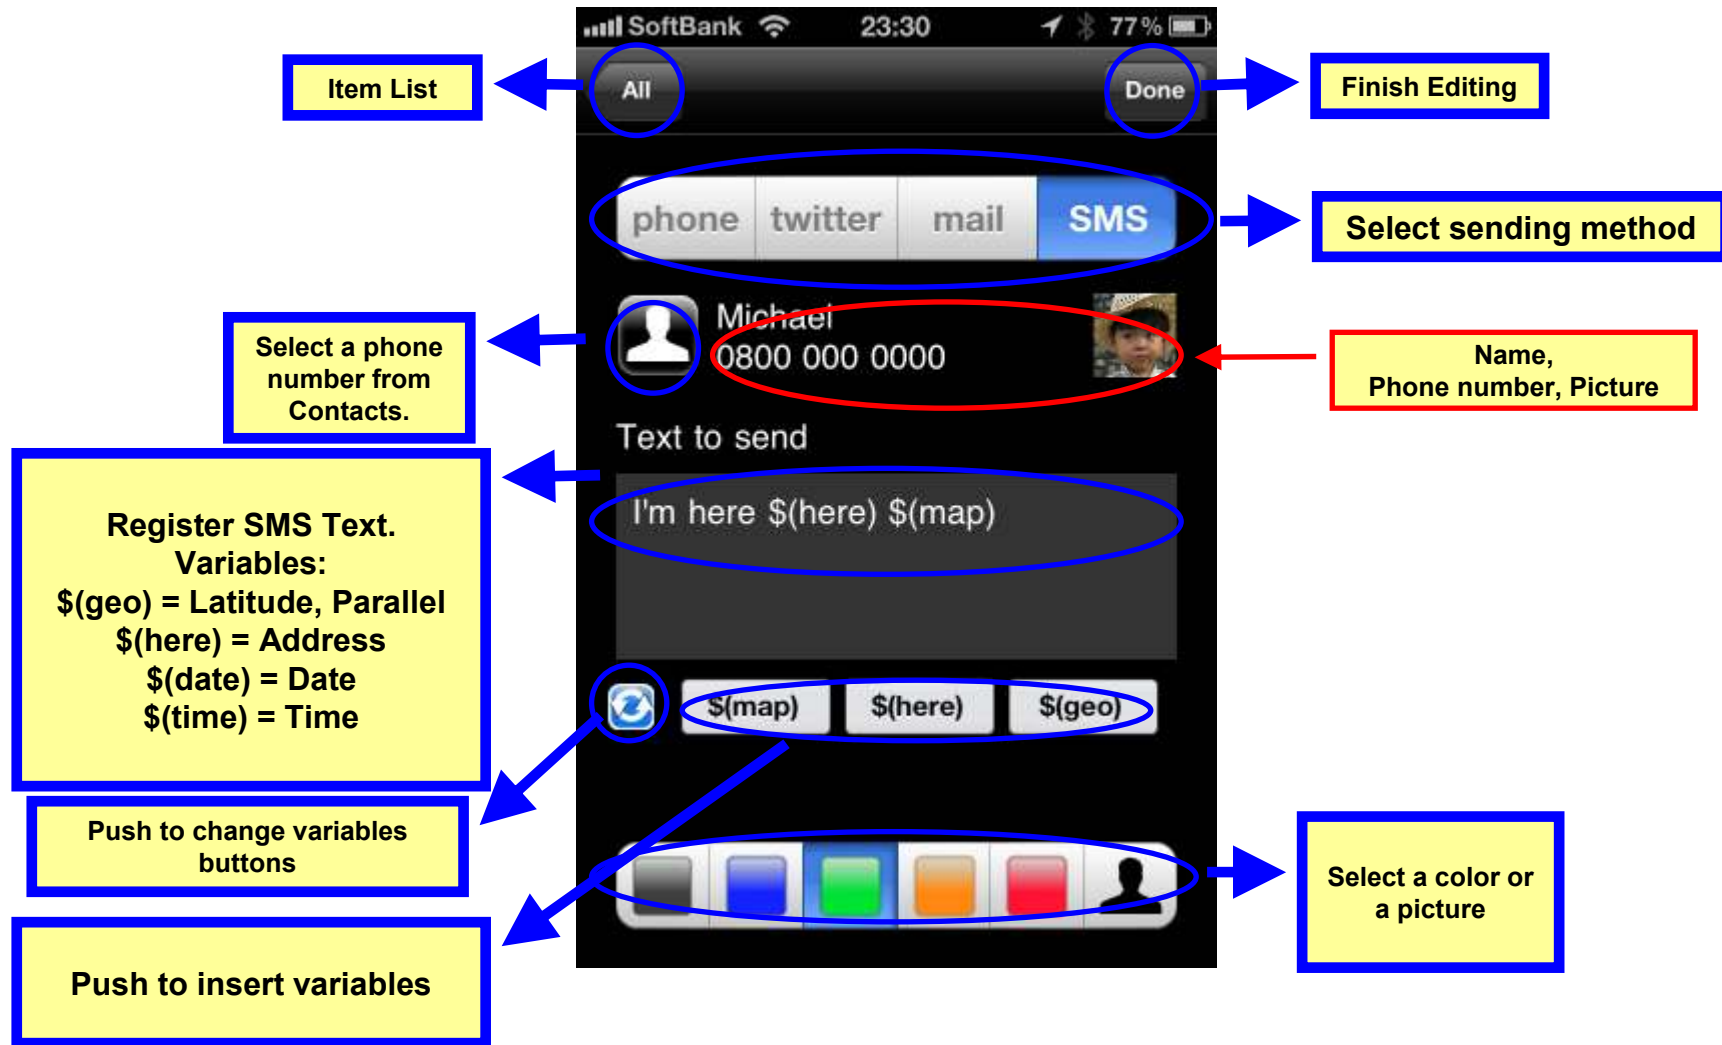 SoftBank 23:30 77%
Item List
All
Done
Finish Editing
phone twitter mail SMS
Select sending method
Select a phone
number from
Contacts.
Michael
0800 000 0000
Name,
Phone number, Picture
Text to send
Register SMS Text.
Variables:
$(geo) = Latitude, Parallel
$(here) = Address
$(date) = Date
$(time) = Time
I'm here $(here) $(map)
$(map) $(here) $(geo)
Push to change variables
buttons
Push to insert variables
Select a color or
a picture